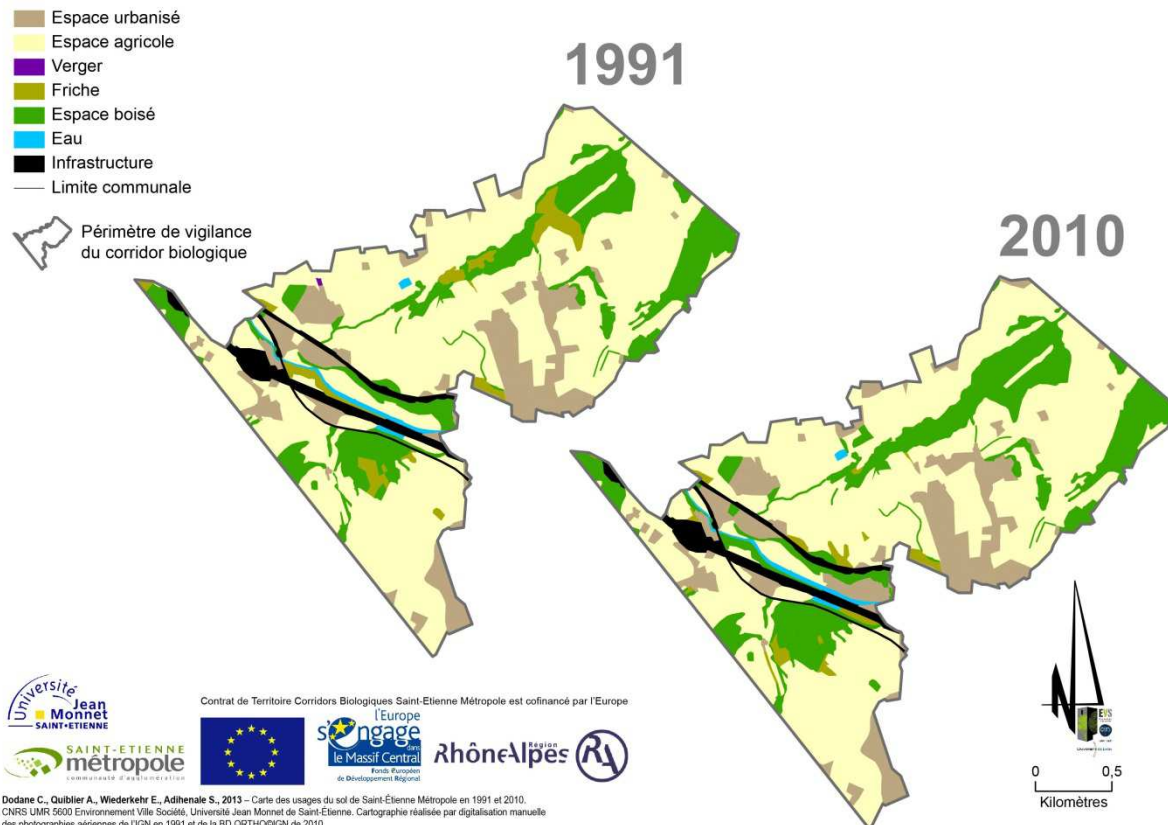 Espace urbanisé
Espace agricole
Verger
Friche
Espace boisé
Eau
Infrastructure
Limite communale
Périmètre de vigilance
du corridor biologique
1991
2010
Université
Jean
Monnet
SAINT-ETIENNE
SAINT-ETIENNE
métropole
communauté d'agglomération
Contrat de Territoire Corridors Biologiques Saint-Etienne Métropole est cofinancé par l'Europe
l'Europe
s'engage
dans
le Massif Central
Fonds Européen
de Développement Régional
RhôneAlpes Région
RA
N
EVS
0 0,5
Kilomètres
Dodane C., Quiblier A., Wiederkehr E., Adihenale S., 2013 – Carte des usages du sol de Saint-Étienne Métropole en 1991 et 2010.
CNRS UMR 5600 Environnement Ville Société, Université Jean Monnet de Saint-Étienne. Cartographie réalisée par digitalisation manuelle
des photographies aériennes de l'IGN en 1991 et de la BD ORTHO®IGN de 2010.